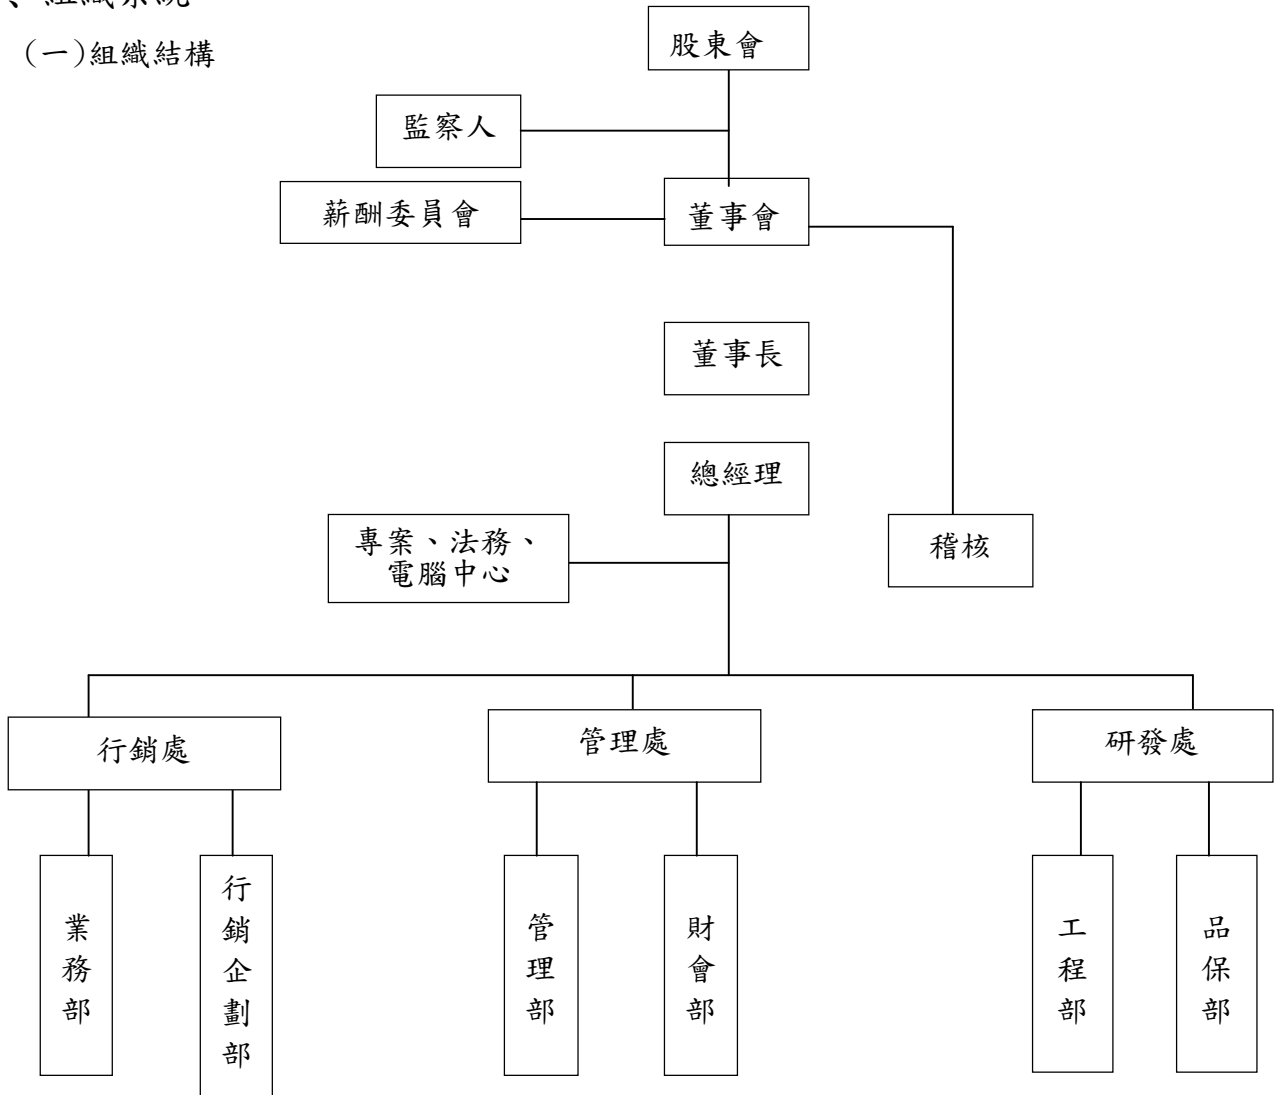 、組織系統
(一)組織結構
股東會
監察人
薪酬委員會
董事會
董事長
總經理
專案、法務、
電腦中心
稽核
行銷處
管理處
研發處
業務部
行銷企劃部
管理部
財會部
工程部
品保部